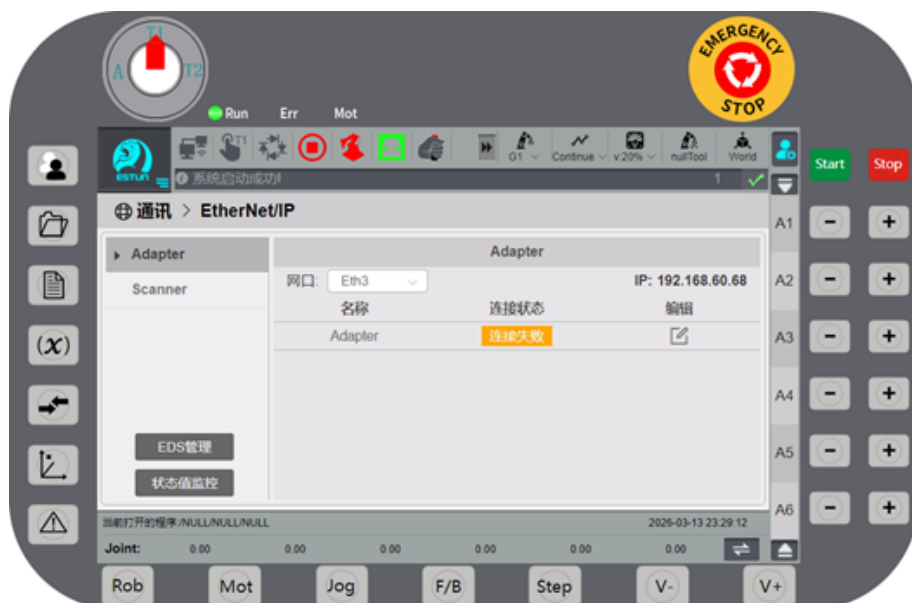 T1
A
T2
EMERGENCY
STOP
Run Err Mot
T1
G1 Continue v:20% nullTool World
ESTUN
系统启动成功!
1
Start Stop
通讯 > EtherNet/IP
A1 - +
Adapter
Adapter
Scanner
网口: Eth3 IP: 192.168.60.68
A2 - +
名称 连接状态 编辑
Adapter 连接失败
A3 - +
(x)
A4 - +
EDS管理
A5 - +
状态值监控
A6 - +
当前打开的程序:/NULL/NULL/NULL 2026-03-13 23:29:12
Joint: 0.00 0.00 0.00 0.00 0.00 0.00
Rob Mot Jog F/B Step V- V+